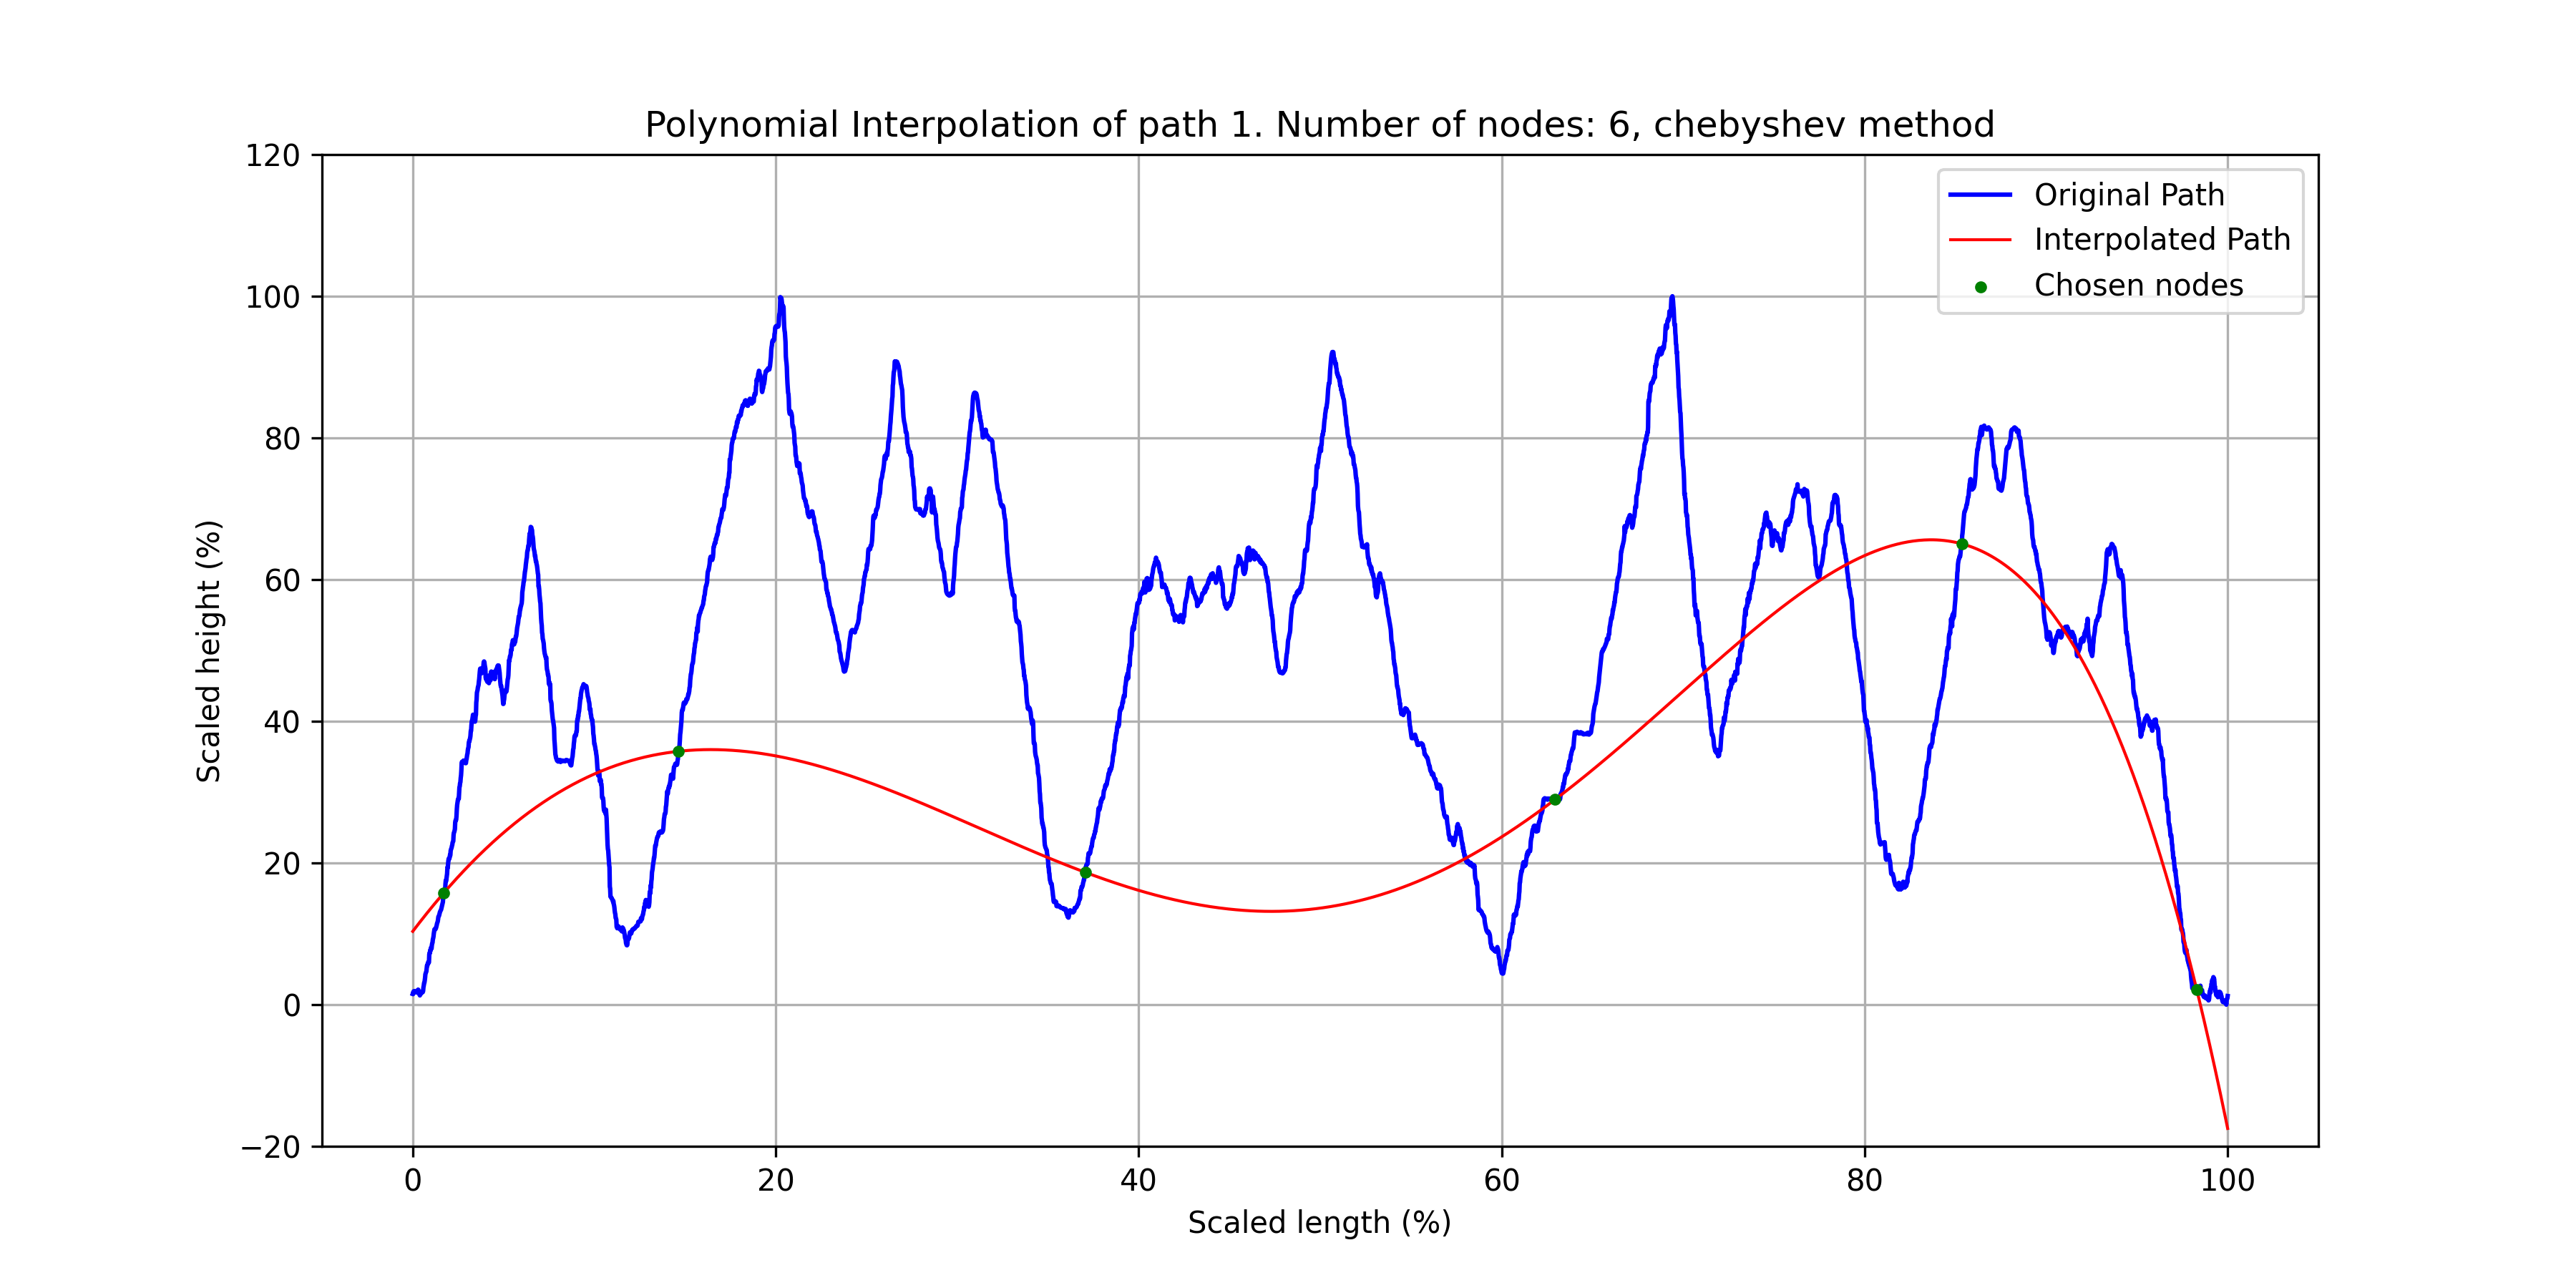 Polynomial Interpolation of path 1. Number of nodes: 6, chebyshev method
120
100
80
60
40
20
0
−20
Scaled height (%)
Original Path
Interpolated Path
Chosen nodes
0 20 40 60 80 100
Scaled length (%)